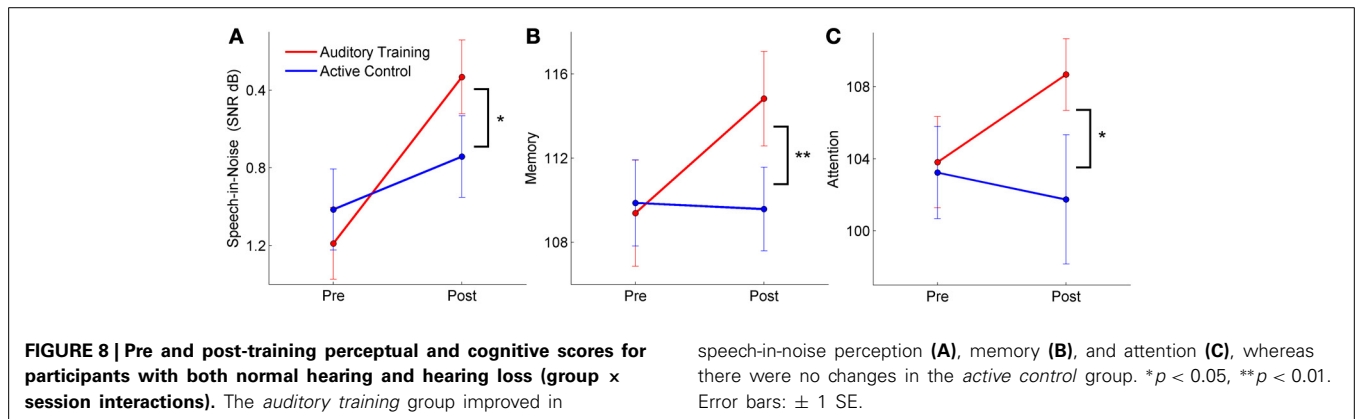 A
Speech-in-Noise (SNR dB)
0.4
0.8
1.2
Auditory Training
Active Control
*
Pre
Post
B
Memory
116
112
108
**
Pre
Post
C
Attention
108
104
100
*
Pre
Post
FIGURE 8 | Pre and post-training perceptual and cognitive scores for
participants with both normal hearing and hearing loss (group x
session interactions). The auditory training group improved in
speech-in-noise perception (A), memory (B), and attention (C), whereas
there were no changes in the active control group. *p < 0.05, **p < 0.01.
Error bars: ± 1 SE.